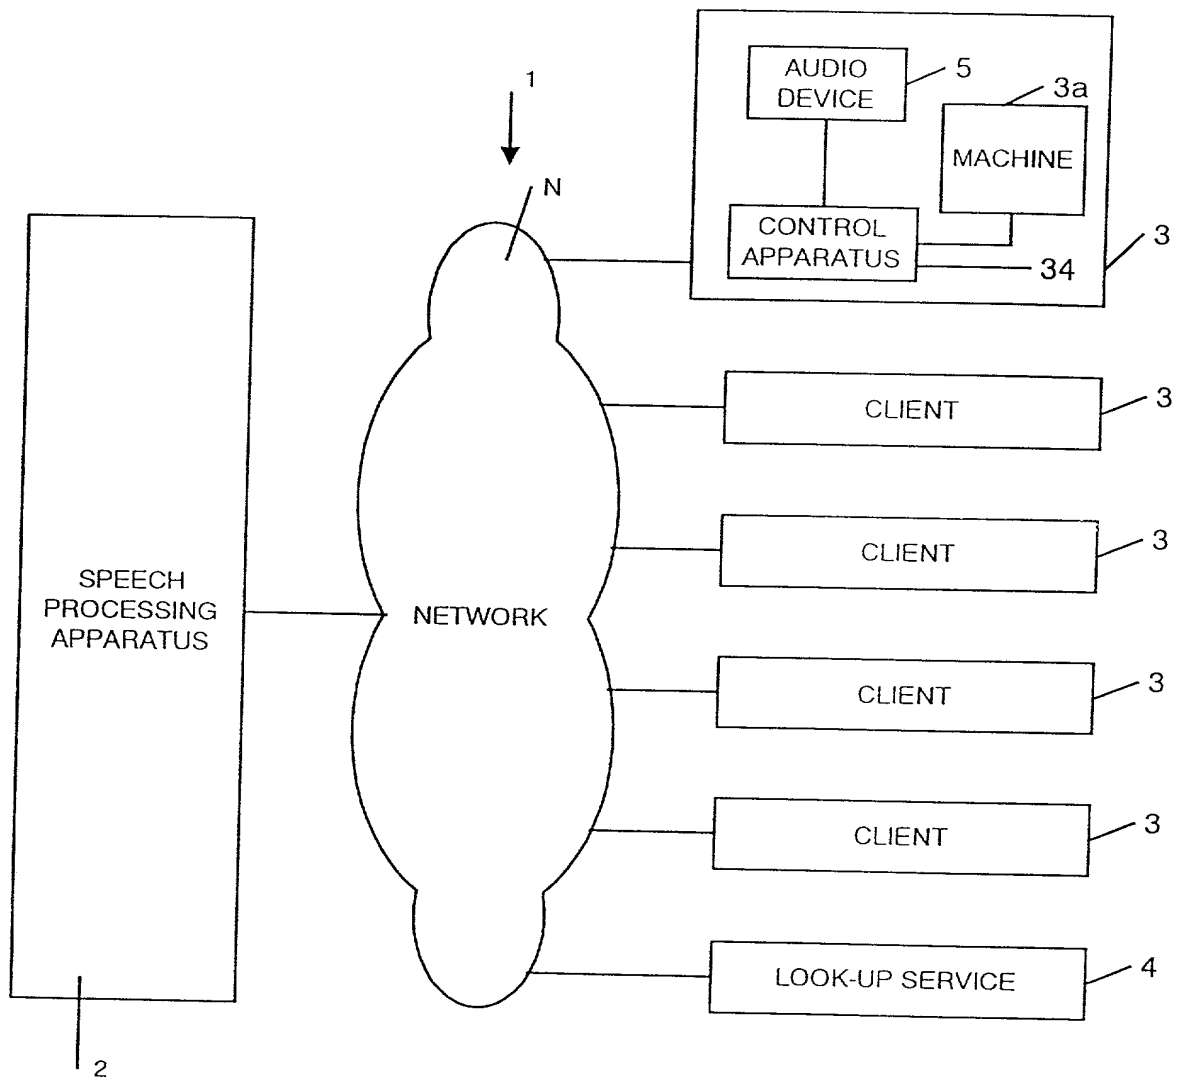 1
N
AUDIO
DEVICE
5
3a
MACHINE
CONTROL
APPARATUS
34
3
CLIENT
3
CLIENT
3
SPEECH
PROCESSING
APPARATUS
NETWORK
CLIENT
3
CLIENT
3
LOOK-UP SERVICE
4
2